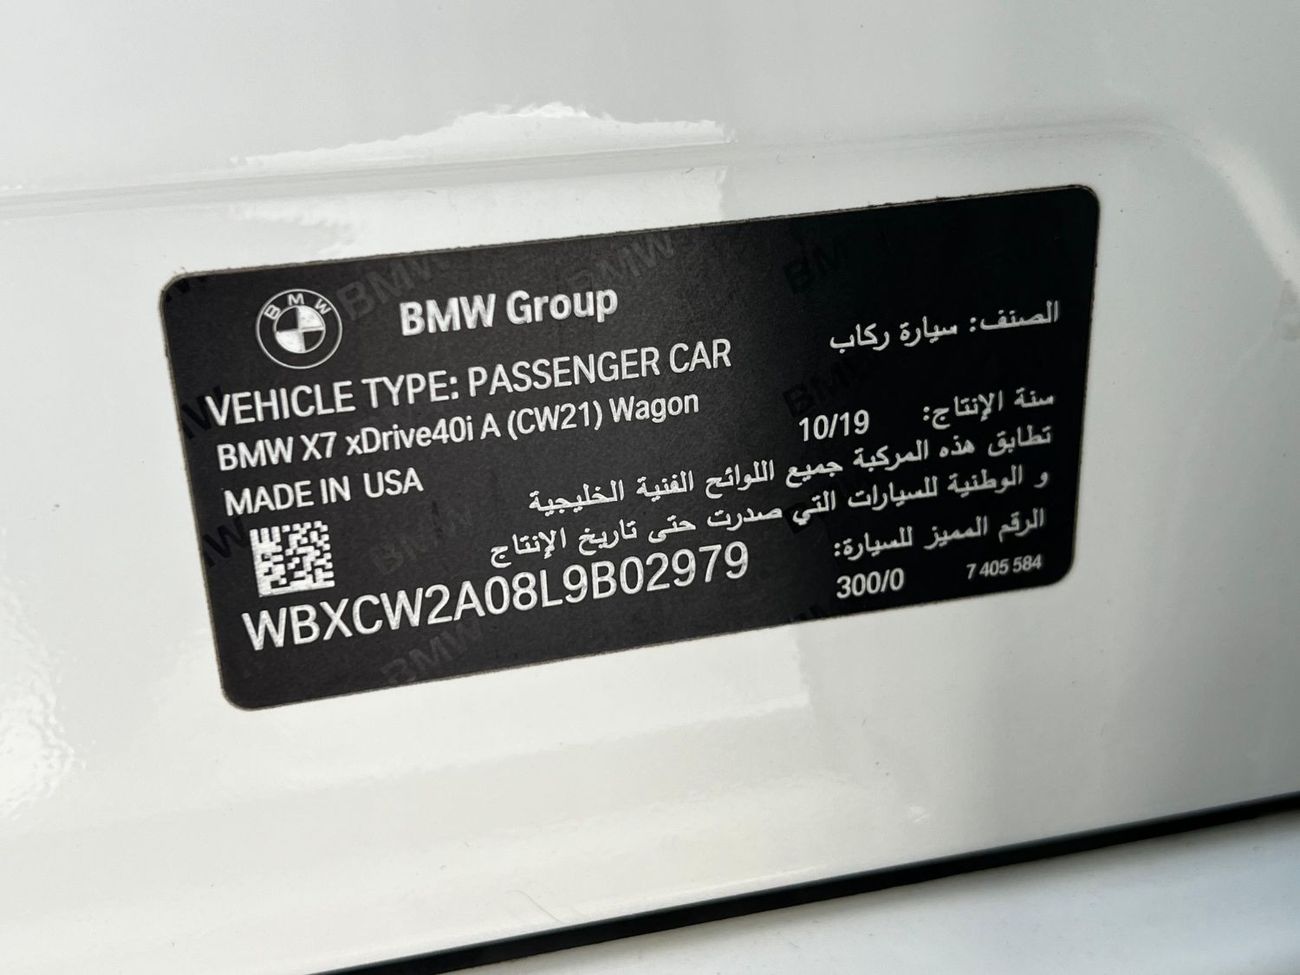 BMW
BMW Group
VEHICLE TYPE: PASSENGER CAR
الصنف: سيارة ركاب
BMW X7 xDrive40i A (CW21) Wagon
سنة الإنتاج: 10/19
MADE IN USA
تطابق هذه المركبة جميع اللوائح الفنية الخليجية
و الوطنية للسيارات التي صدرت حتى تاريخ الإنتاج
الرقم المميز للسيارة:
WBXCW2A08L9B02979
300/0
7 405 584